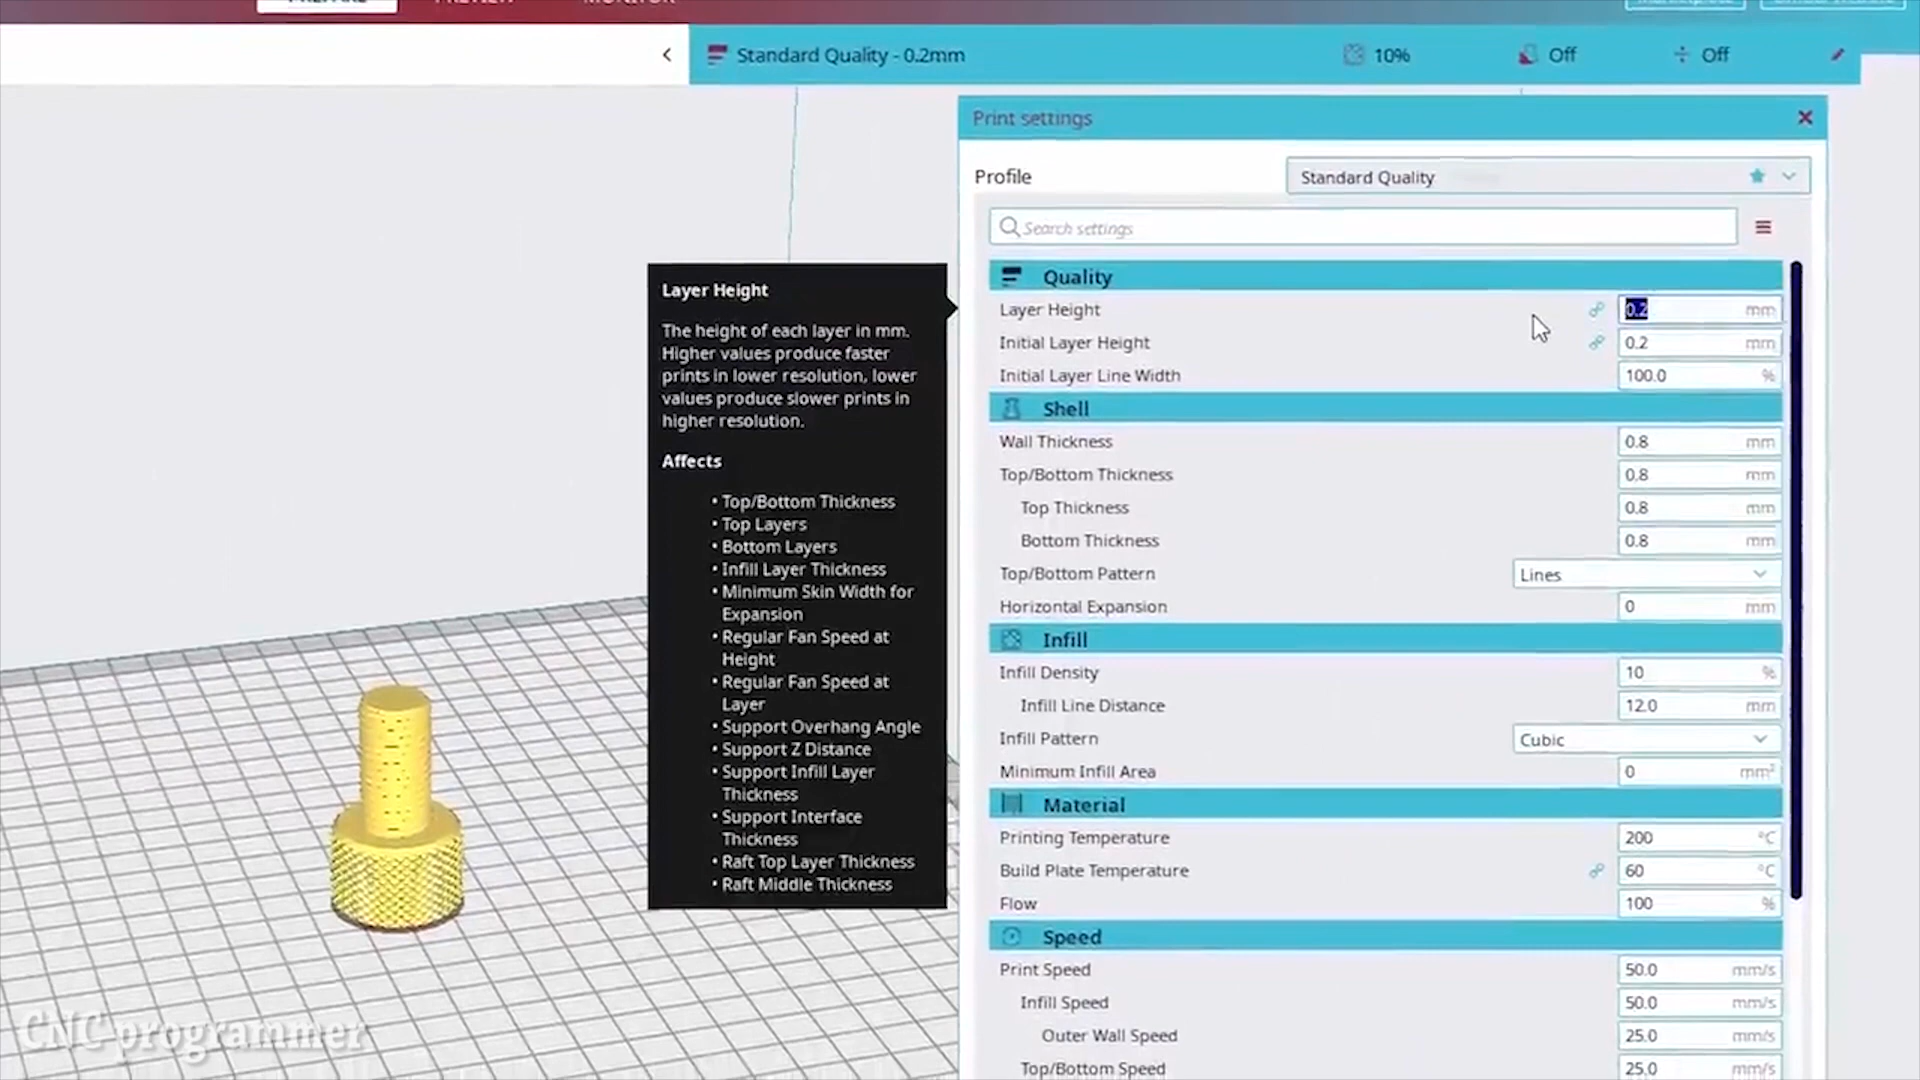 PREPARE
PREVIEW
MONITOR
Marketplace
Standard Quality - 0.2mm
10%
Off
Off
Print settings
Profile
Standard Quality
Search settings
Quality
Layer Height
0.2 mm
Initial Layer Height
0.2 mm
Initial Layer Line Width
100.0 %
Shell
Wall Thickness
0.8 mm
Top/Bottom Thickness
0.8 mm
Top Thickness
0.8 mm
Bottom Thickness
0.8 mm
Top/Bottom Pattern
Lines
Horizontal Expansion
0 mm
Infill
Infill Density
10 %
Infill Line Distance
12.0 mm
Infill Pattern
Cubic
Minimum Infill Area
0 mm²
Material
Printing Temperature
200 °C
Build Plate Temperature
60 °C
Flow
100 %
Speed
Print Speed
50.0 mm/s
Infill Speed
50.0 mm/s
Outer Wall Speed
25.0 mm/s
Top/Bottom Speed
25.0 mm/s
Layer Height
The height of each layer in mm.
Higher values produce faster
prints in lower resolution, lower
values produce slower prints in
higher resolution.
Affects
• Top/Bottom Thickness
• Top Layers
• Bottom Layers
• Infill Layer Thickness
• Minimum Skin Width for
Expansion
• Regular Fan Speed at
Height
• Regular Fan Speed at
Layer
• Support Overhang Angle
• Support Z Distance
• Support Infill Layer
Thickness
• Support Interface
Thickness
• Raft Top Layer Thickness
• Raft Middle Thickness
CNC programmer